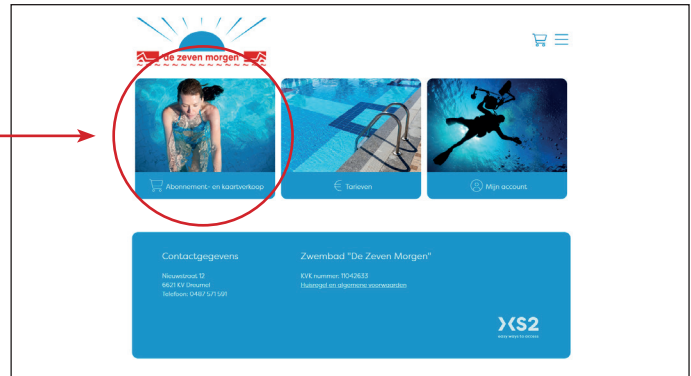 de zeven morgen
Abonnement- en kaartverkoop
Tarieven
Mijn account
Contactgegevens
Nieuwstraat 12
6621 KV Dreumel
Telefoon: 0487 571 591
Zwembad "De Zeven Morgen"
KVK nummer: 11042633
Huisregel en algemene voorwaarden
XS2
easy ways to access